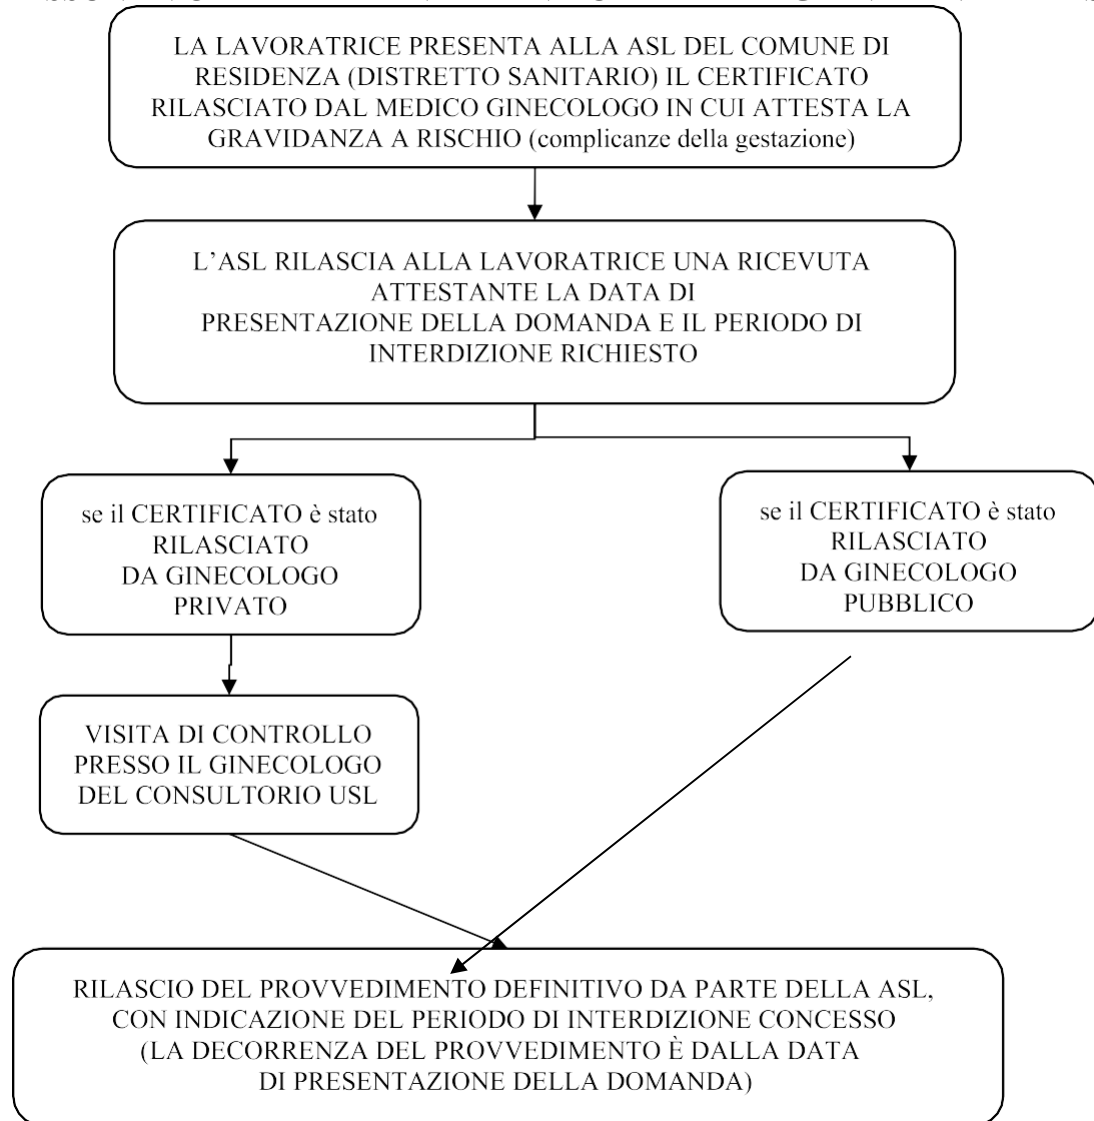 LA LAVORATRICE PRESENTA ALLA ASL DEL COMUNE DI
RESIDENZA (DISTRETTO SANITARIO) IL CERTIFICATO
RILASCIATO DAL MEDICO GINECOLOGO IN CUI ATTESTA LA
GRAVIDANZA A RISCHIO (complicanze della gestazione)
L'ASL RILASCIA ALLA LAVORATRICE UNA RICEVUTA
ATTESTANTE LA DATA DI
PRESENTAZIONE DELLA DOMANDA E IL PERIODO DI
INTERDIZIONE RICHIESTO
se il CERTIFICATO è stato
RILASCIATO
DA GINECOLOGO
PRIVATO
se il CERTIFICATO è stato
RILASCIATO
DA GINECOLOGO
PUBBLICO
VISITA DI CONTROLLO
PRESSO IL GINECOLOGO
DEL CONSULTORIO USL
RILASCIO DEL PROVVEDIMENTO DEFINITIVO DA PARTE DELLA ASL,
CON INDICAZIONE DEL PERIODO DI INTERDIZIONE CONCESSO
(LA DECORRENZA DEL PROVVEDIMENTO È DALLA DATA
DI PRESENTAZIONE DELLA DOMANDA)